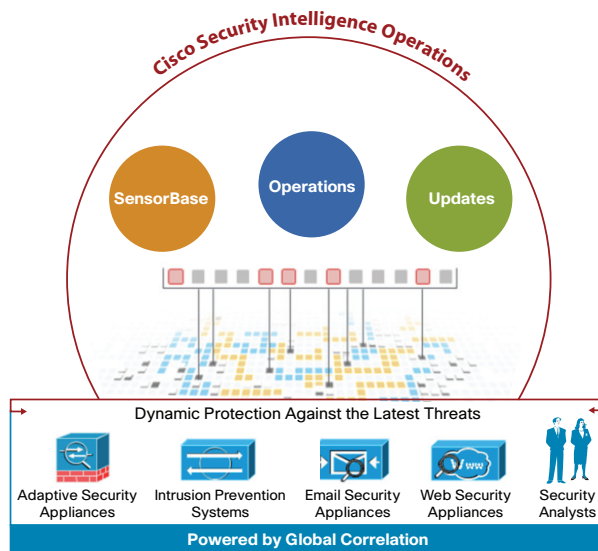 Cisco Security Intelligence Operations
SensorBase
Operations
Updates
Dynamic Protection Against the Latest Threats
Www
Adaptive Security
Appliances
Intrusion Prevention
Systems
Email Security
Appliances
Web Security
Appliances
Security
Analysts
Powered by Global Correlation